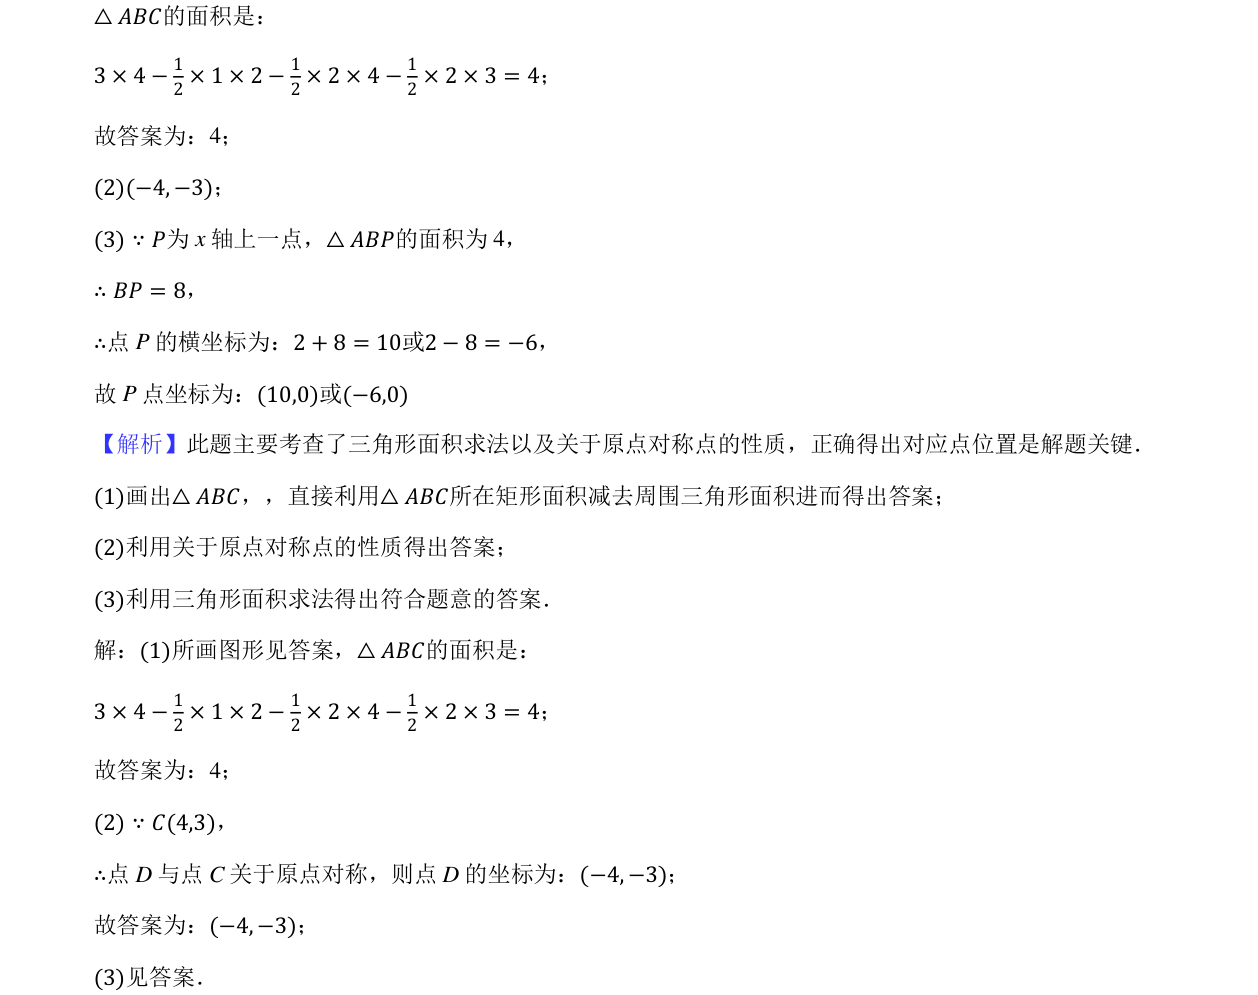 △ ABC的面积是：
3 × 4 − 1/2 × 1 × 2 − 1/2 × 2 × 4 − 1/2 × 2 × 3 = 4；
故答案为：4；
(2)(−4,−3)；
(3) ∵ P为 x 轴上一点，△ ABP的面积为 4，
∴ BP = 8，
∴点 P 的横坐标为：2 + 8 = 10或2 − 8 = −6，
故 P 点坐标为：(10,0)或(−6,0)
【解析】此题主要考查了三角形面积求法以及关于原点对称点的性质，正确得出对应点位置是解题关键．
(1)画出△ ABC，，直接利用△ ABC所在矩形面积减去周围三角形面积进而得出答案；
(2)利用关于原点对称点的性质得出答案；
(3)利用三角形面积求法得出符合题意的答案．
解：(1)所画图形见答案，△ ABC的面积是：
3 × 4 − 1/2 × 1 × 2 − 1/2 × 2 × 4 − 1/2 × 2 × 3 = 4；
故答案为：4；
(2) ∵ C(4,3)，
∴点 D 与点 C 关于原点对称，则点 D 的坐标为：(−4,−3)；
故答案为：(−4,−3)；
(3)见答案．